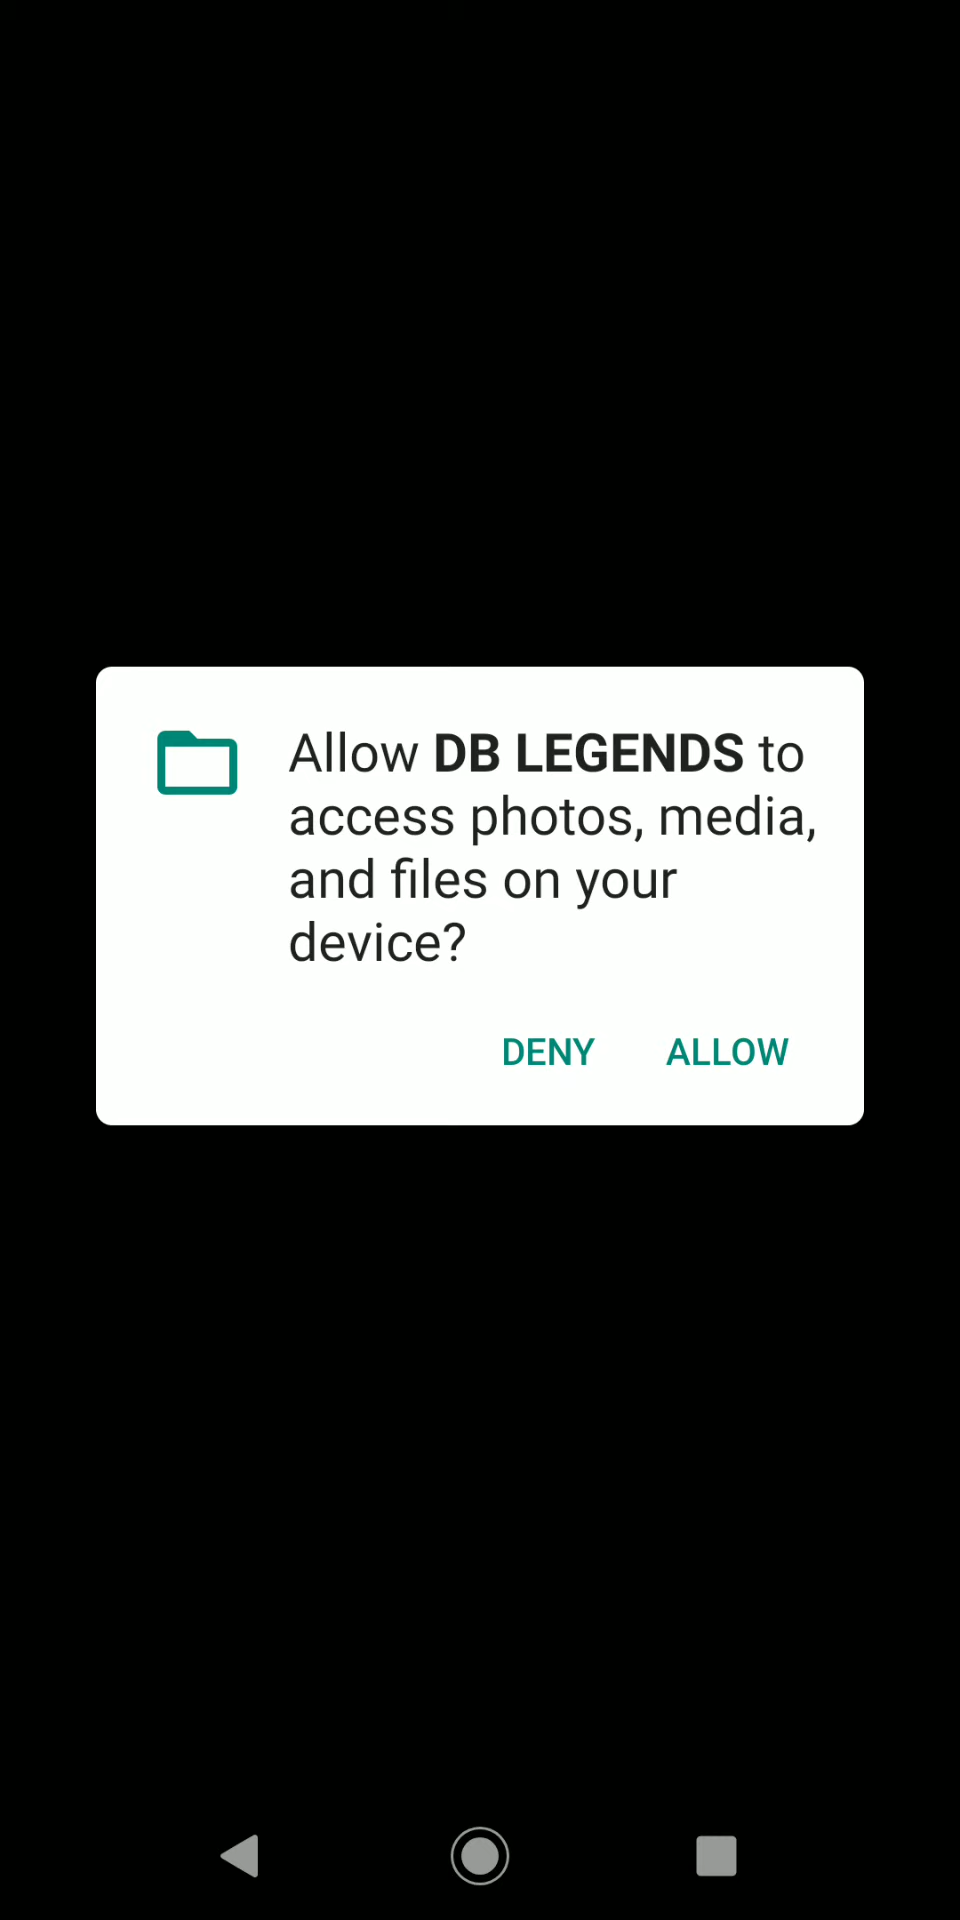 Allow DB LEGENDS to
access photos, media,
and files on your
device?
DENY ALLOW